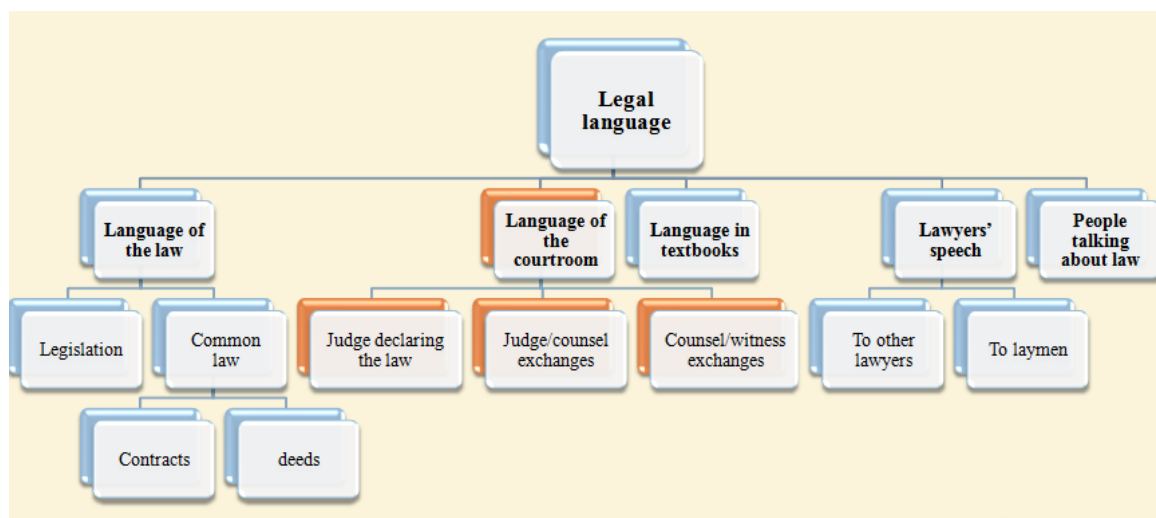 Legal
language
Language of
the law
Language of
the
courtroom
Language in
textbooks
Lawyers’
speech
People
talking
about law
Legislation
Common
law
Judge declaring
the law
Judge/counsel
exchanges
Counsel/witness
exchanges
To other
lawyers
To laymen
Contracts
deeds